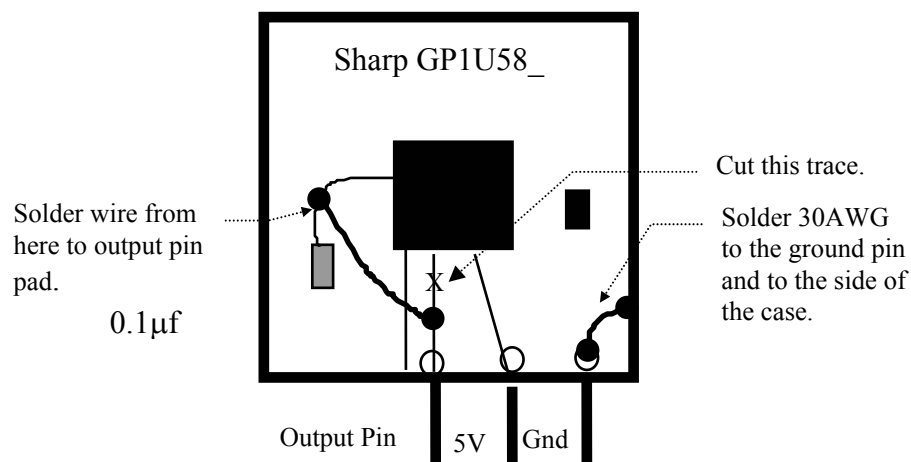 Sharp GP1U58_
Cut this trace.
Solder wire from
here to output pin
pad.
Solder 30AWG
to the ground pin
and to the side of
the case.
X
0.1μf
Output Pin
5V
Gnd